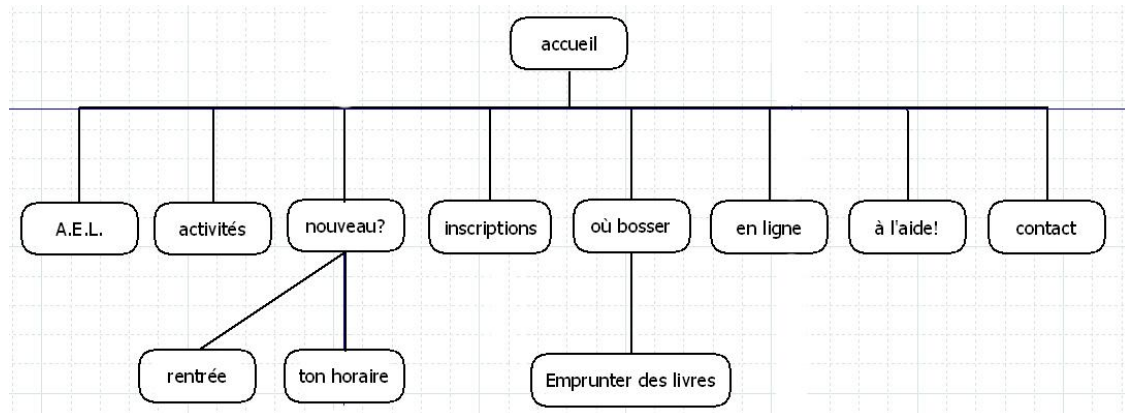 accueil
A.E.L.
activités
nouveau?
inscriptions
où bosser
en ligne
à l'aide!
contact
rentrée
ton horaire
Emprunter des livres